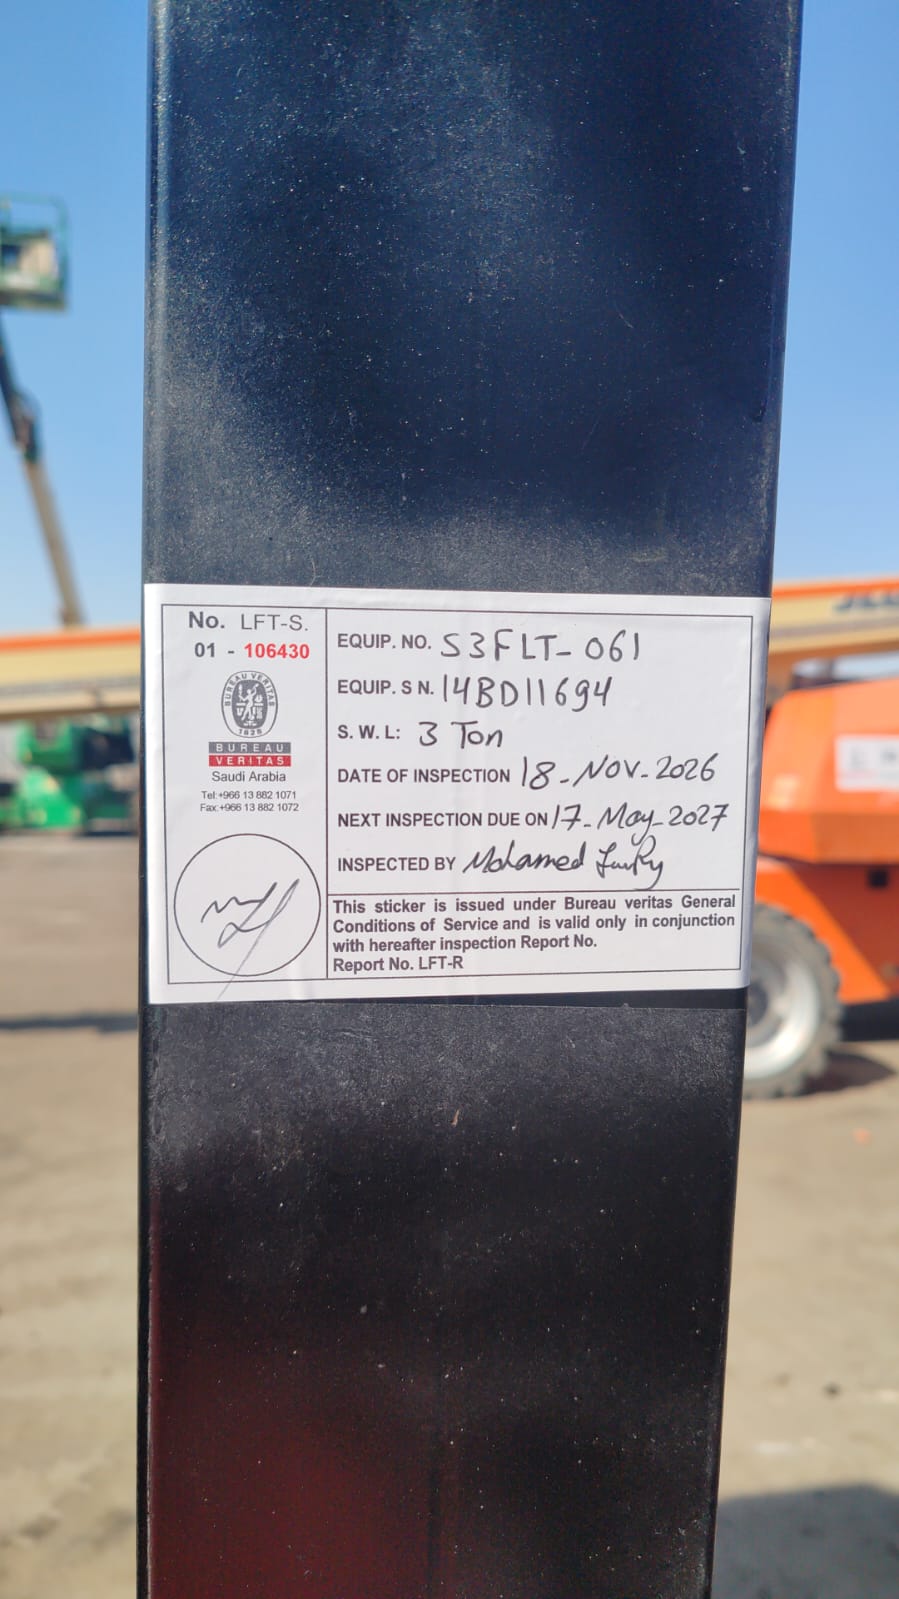 No. LFT-S.
01 - 106430
BUREAU VERITAS
1828
BUREAU
VERITAS
Saudi Arabia
Tel:+966 13 882 1071
Fax:+966 13 882 1072
EQUIP. NO. S3FLT-061
EQUIP. S N. 14BD11694
S. W. L: 3 Ton
DATE OF INSPECTION 18-NOV-2026
NEXT INSPECTION DUE ON 17-May-2027
INSPECTED BY Mohamed
This sticker is issued under Bureau veritas General
Conditions of Service and is valid only in conjunction
with hereafter inspection Report No.
Report No. LFT-R